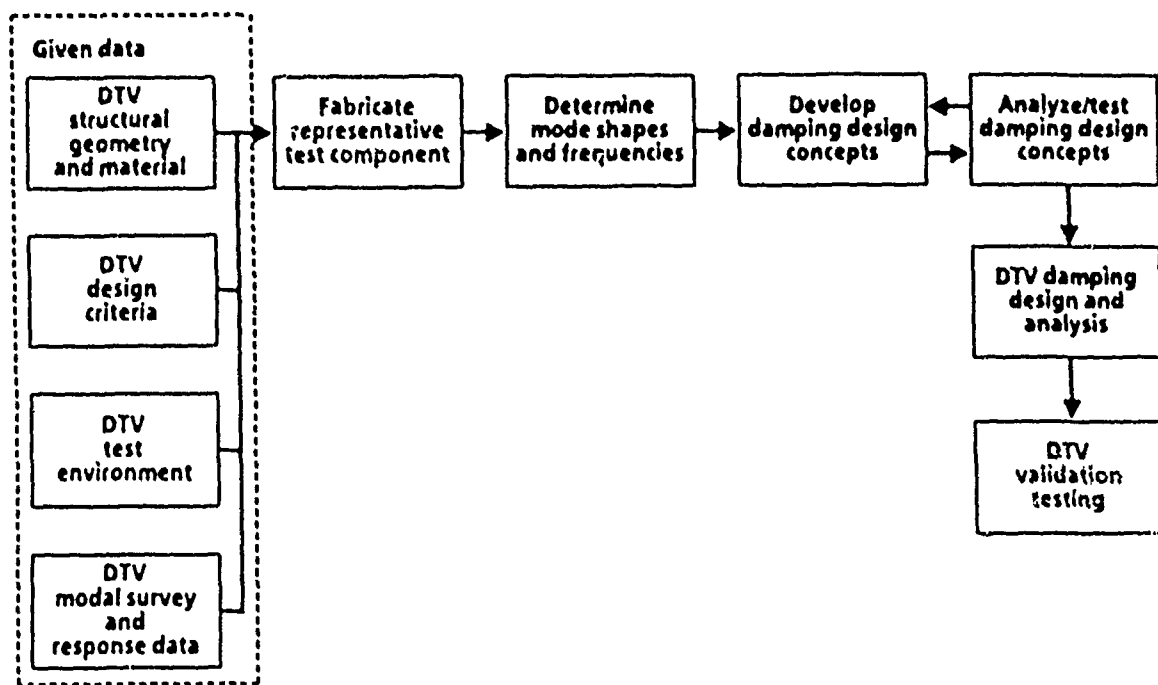 Given data
DTV
structural
geometry
and material
DTV
design
criteria
DTV
test
environment
DTV
modal survey
and
response data
Fabricate
representative
test component
Determine
mode shapes
and frequencies
Develop
damping design
concepts
Analyze/test
damping design
concepts
DTV damping
design and
analysis
DTV
validation
testing